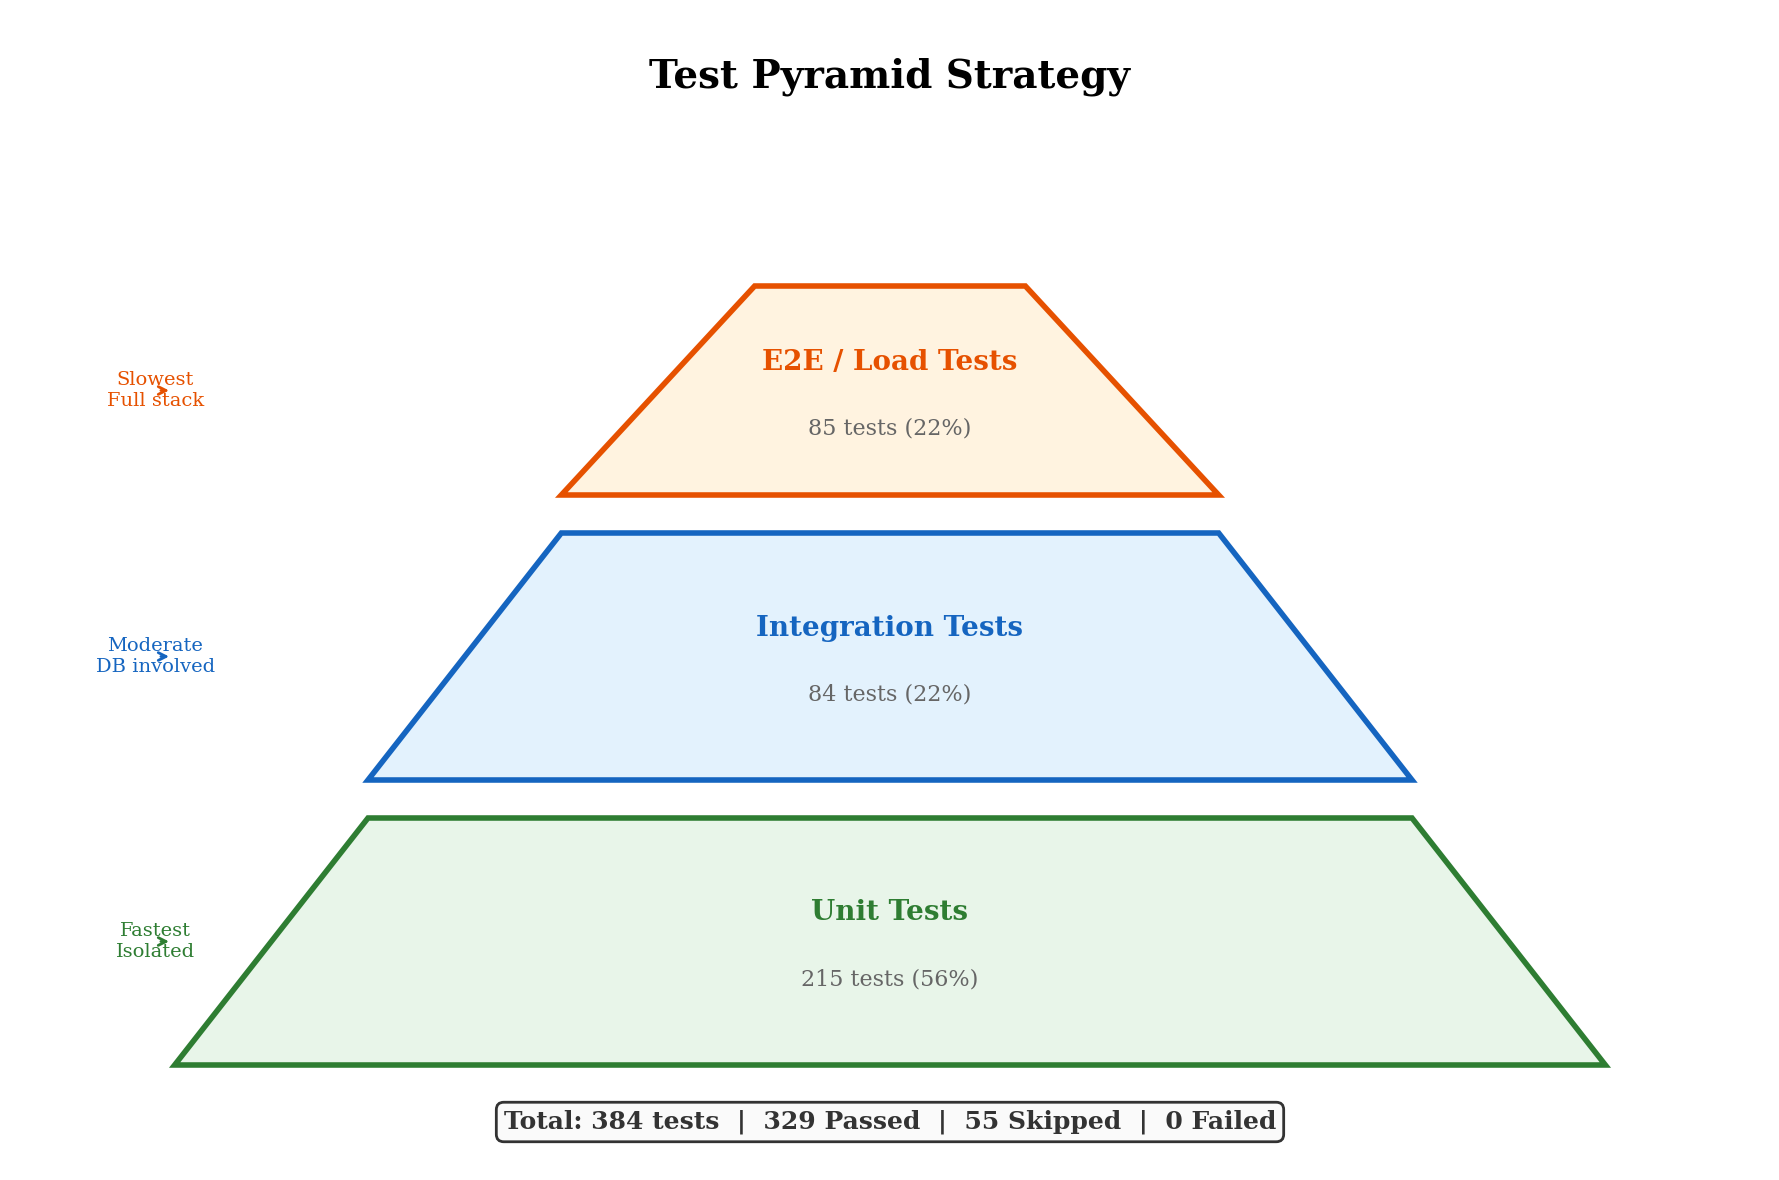 Test Pyramid Strategy
Slowest
Full stack
E2E / Load Tests
85 tests (22%)
Moderate
DB involved
Integration Tests
84 tests (22%)
Fastest
Isolated
Unit Tests
215 tests (56%)
Total: 384 tests | 329 Passed | 55 Skipped | 0 Failed